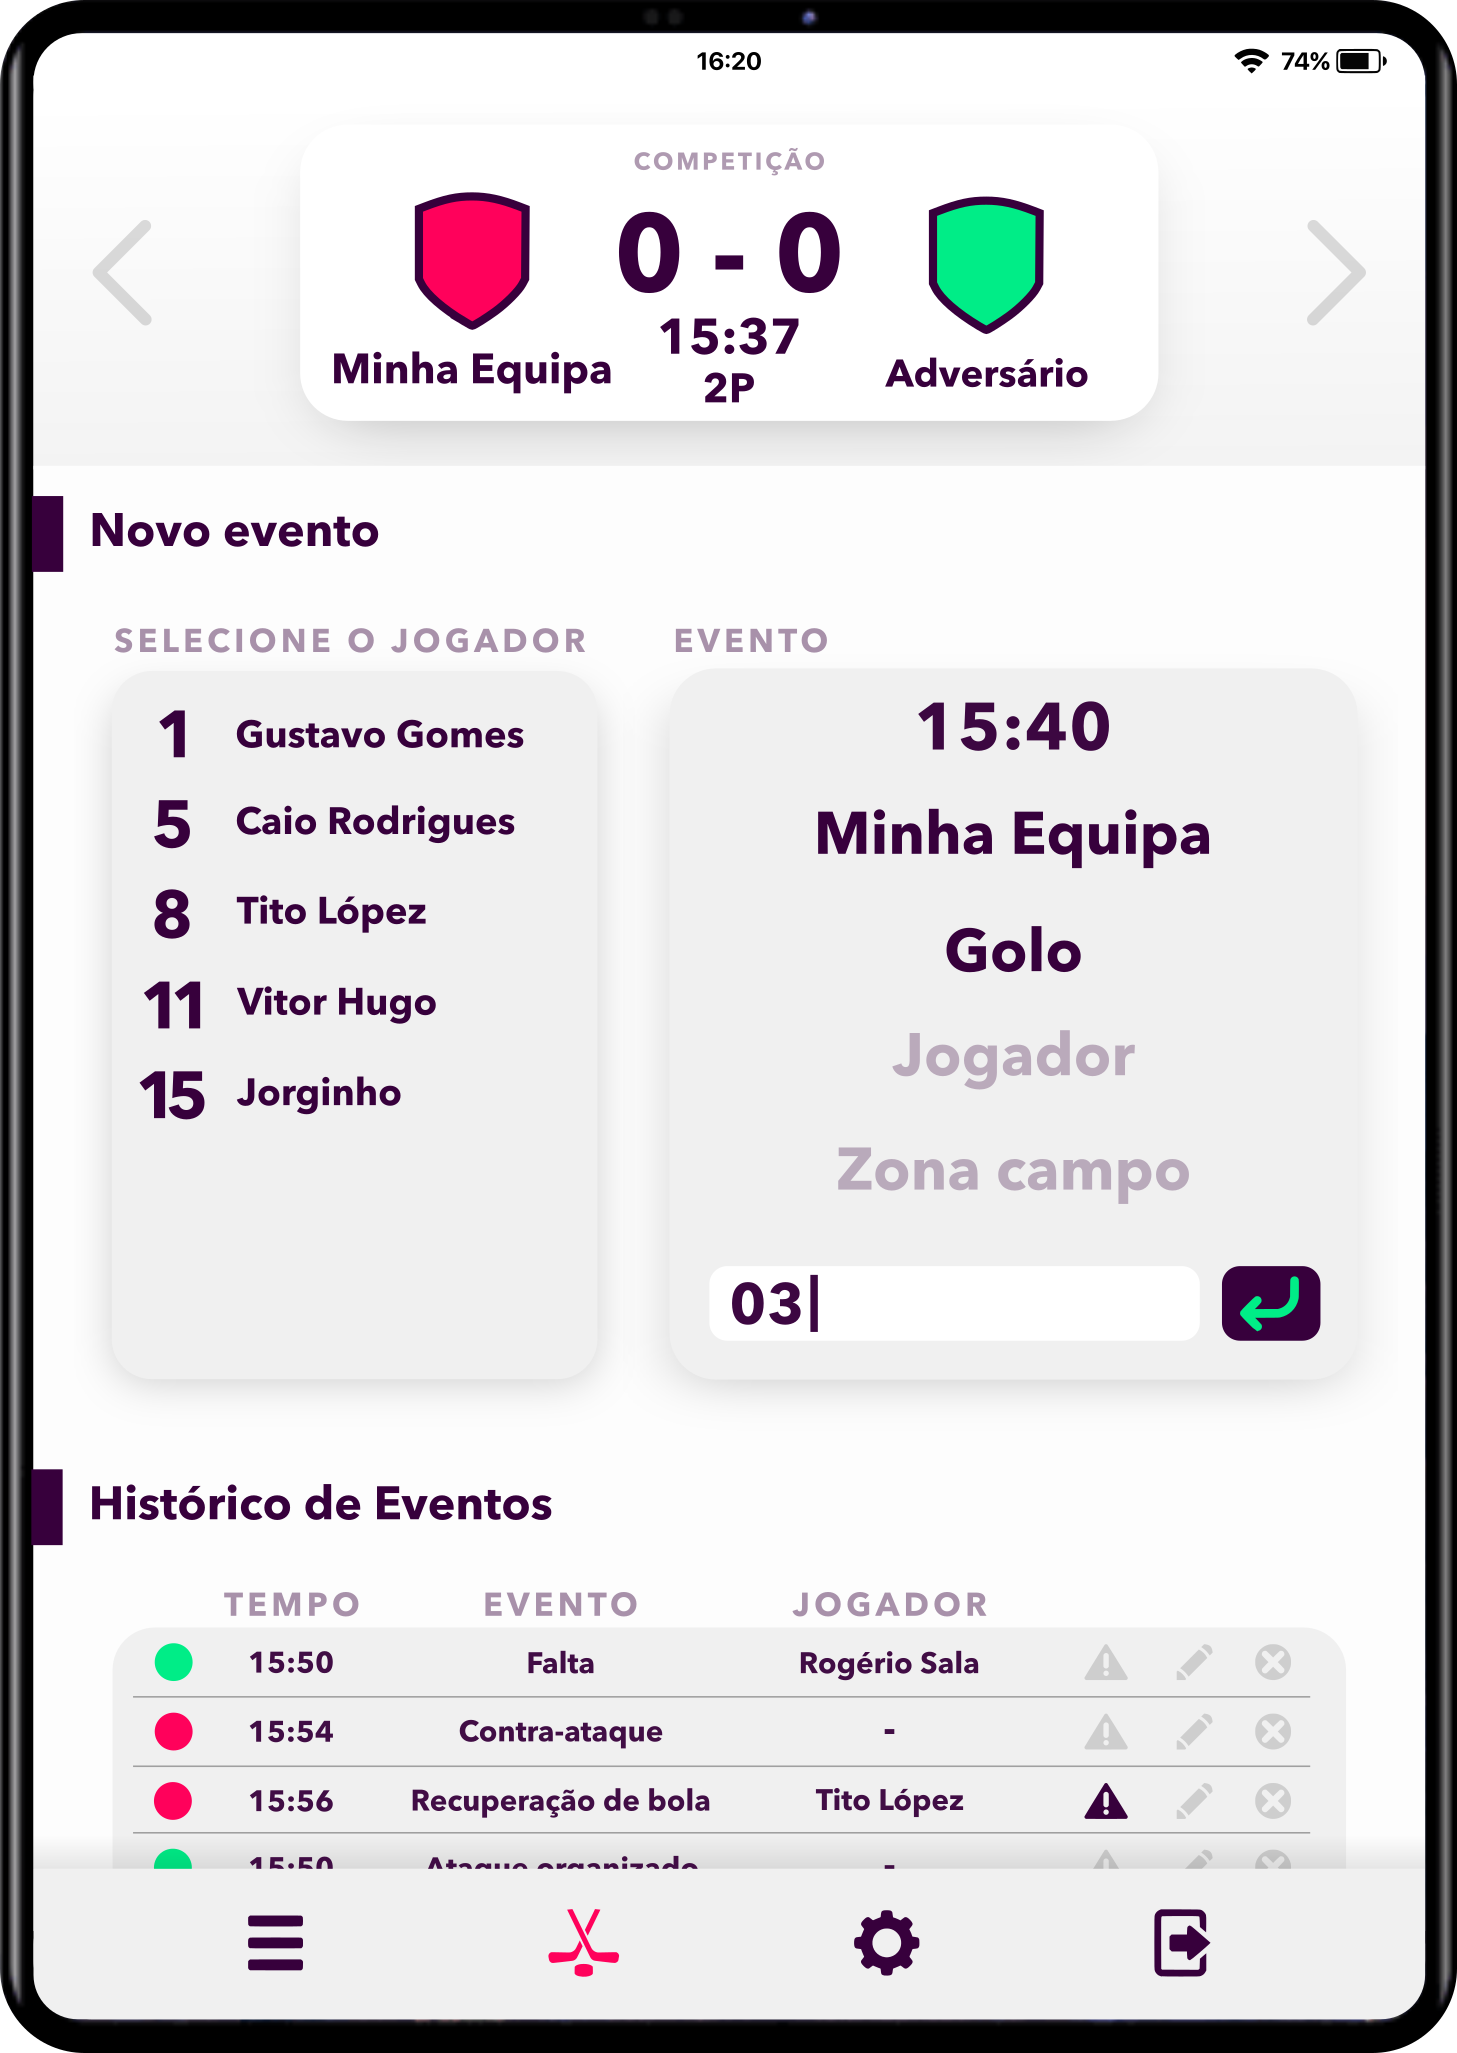 16:20
74%
COMPETIÇÃO
0 - 0
15:37
2P
Minha Equipa
Adversário
Novo evento
SELECIONE O JOGADOR
1 Gustavo Gomes
5 Caio Rodrigues
8 Tito López
11 Vitor Hugo
15 Jorginho
EVENTO
15:40
Minha Equipa
Golo
Jogador
Zona campo
03
Histórico de Eventos
TEMPO EVENTO JOGADOR
15:50 Falta Rogério Sala
15:54 Contra-ataque -
15:56 Recuperação de bola Tito López
15:50 Ataque organizado -